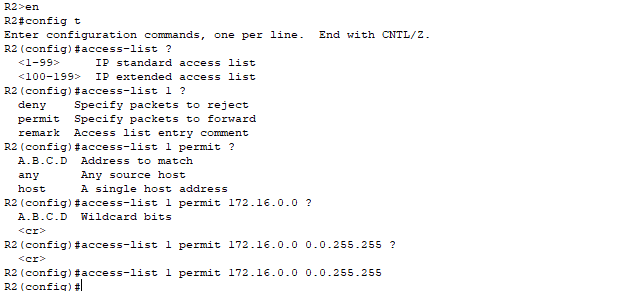 R2>en
R2#config t
Enter configuration commands, one per line.  End with CNTL/Z.
R2(config)#access-list ?
  <1-99>     IP standard access list
  <100-199>  IP extended access list
R2(config)#access-list 1 ?
  deny    Specify packets to reject
  permit  Specify packets to forward
  remark  Access list entry comment
R2(config)#access-list 1 permit ?
  A.B.C.D  Address to match
  any      Any source host
  host     A single host address
R2(config)#access-list 1 permit 172.16.0.0 ?
  A.B.C.D  Wildcard bits
  <cr>
R2(config)#access-list 1 permit 172.16.0.0 0.0.255.255 ?
  <cr>
R2(config)#access-list 1 permit 172.16.0.0 0.0.255.255
R2(config)#